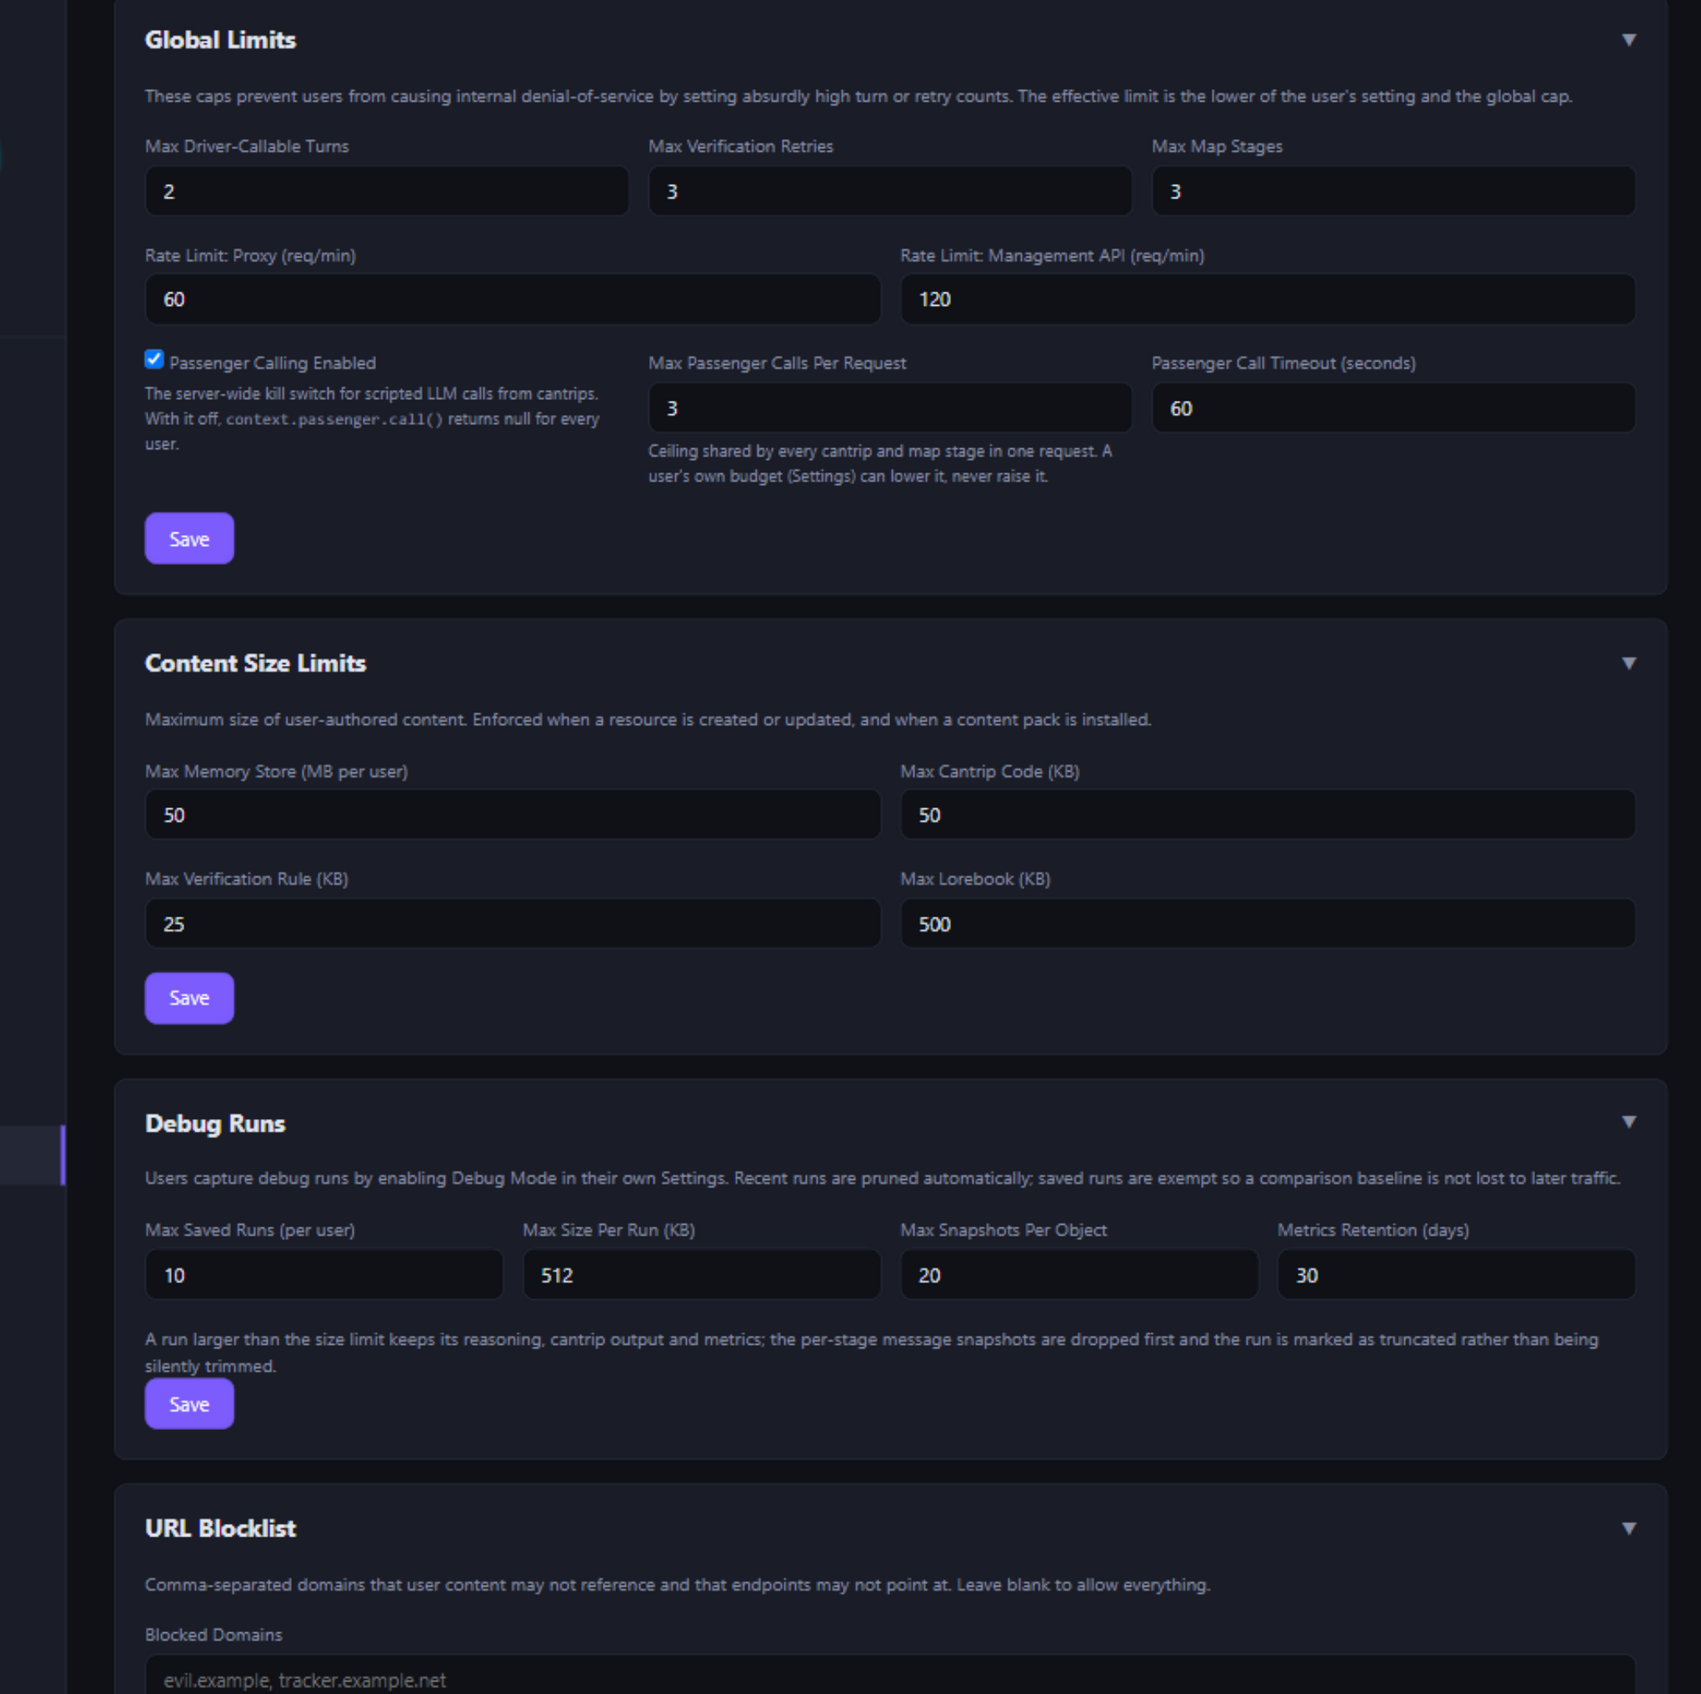 Global Limits ▼
These caps prevent users from causing internal denial-of-service by setting absurdly high turn or retry counts. The effective limit is the lower of the user's setting and the global cap.
Max Driver-Callable Turns
2
Max Verification Retries
3
Max Map Stages
3
Rate Limit: Proxy (req/min)
60
Rate Limit: Management API (req/min)
120
Passenger Calling Enabled
The server-wide kill switch for scripted LLM calls from cantrips.
With it off, context.passenger.call() returns null for every
user.
Max Passenger Calls Per Request
3
Ceiling shared by every cantrip and map stage in one request. A
user's own budget (Settings) can lower it, never raise it.
Passenger Call Timeout (seconds)
60
Save
Content Size Limits ▼
Maximum size of user-authored content. Enforced when a resource is created or updated, and when a content pack is installed.
Max Memory Store (MB per user)
50
Max Cantrip Code (KB)
50
Max Verification Rule (KB)
25
Max Lorebook (KB)
500
Save
Debug Runs ▼
Users capture debug runs by enabling Debug Mode in their own Settings. Recent runs are pruned automatically; saved runs are exempt so a comparison baseline is not lost to later traffic.
Max Saved Runs (per user)
10
Max Size Per Run (KB)
512
Max Snapshots Per Object
20
Metrics Retention (days)
30
A run larger than the size limit keeps its reasoning, cantrip output and metrics; the per-stage message snapshots are dropped first and the run is marked as truncated rather than being
silently trimmed.
Save
URL Blocklist ▼
Comma-separated domains that user content may not reference and that endpoints may not point at. Leave blank to allow everything.
Blocked Domains
evil.example, tracker.example.net